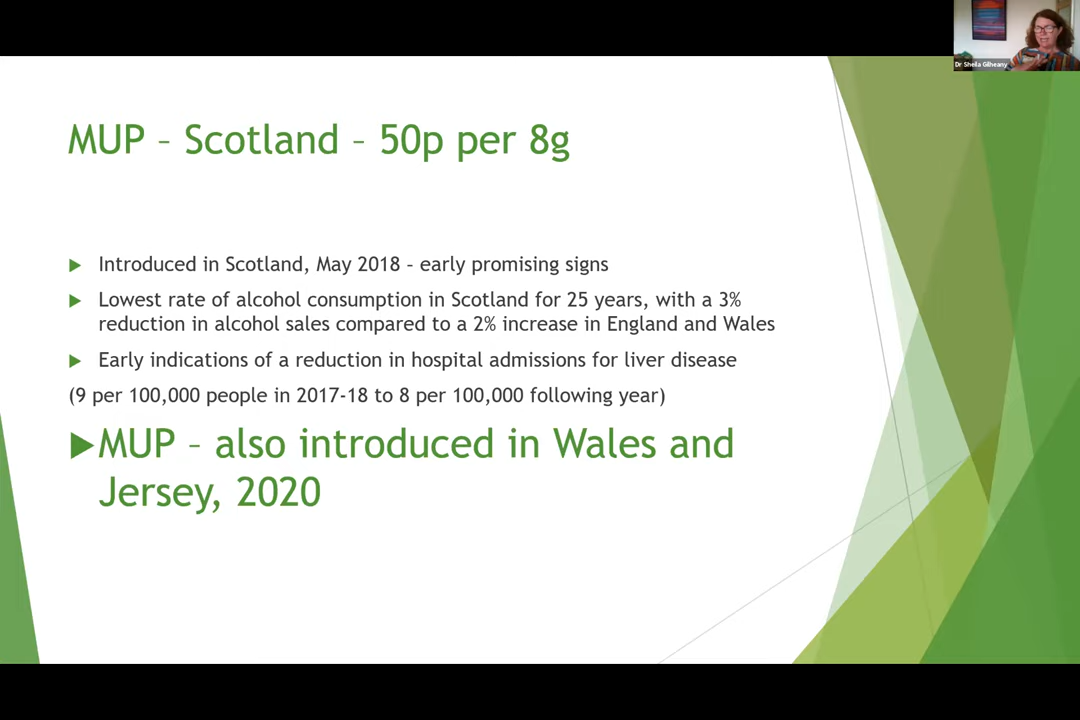 Dr Sheila Gilheany
MUP – Scotland – 50p per 8g
Introduced in Scotland, May 2018 – early promising signs
Lowest rate of alcohol consumption in Scotland for 25 years, with a 3%
reduction in alcohol sales compared to a 2% increase in England and Wales
Early indications of a reduction in hospital admissions for liver disease
(9 per 100,000 people in 2017-18 to 8 per 100,000 following year)
MUP – also introduced in Wales and
Jersey, 2020